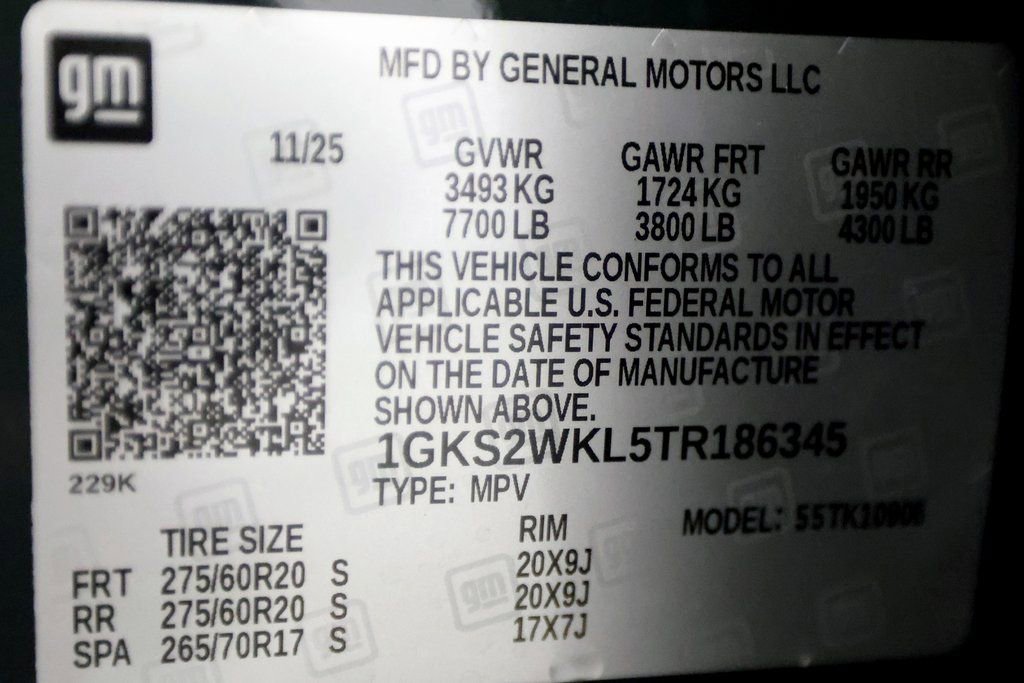 gm
MFD BY GENERAL MOTORS LLC
11/25
GVWR GAWR FRT GAWR RR
3493 KG 1724 KG 1950 KG
7700 LB 3800 LB 4300 LB
THIS VEHICLE CONFORMS TO ALL
APPLICABLE U.S. FEDERAL MOTOR
VEHICLE SAFETY STANDARDS IN EFFECT
ON THE DATE OF MANUFACTURE
SHOWN ABOVE.
1GKS2WKL5TR186345
229K
TYPE: MPV
MODEL:
TIRE SIZE RIM
FRT 275/60R20 S 20X9J
RR 275/60R20 S 20X9J
SPA 265/70R17 S 17X7J